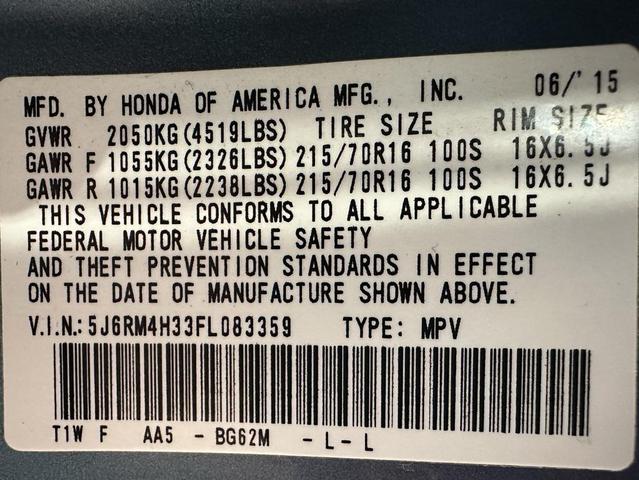 MFD. BY HONDA OF AMERICA MFG., INC. 06/'15
GVWR 2050KG(4519LBS) TIRE SIZE RIM SIZE
GAWR F 1055KG(2326LBS) 215/70R16 100S 16X6.5J
GAWR R 1015KG(2238LBS) 215/70R16 100S 16X6.5J
THIS VEHICLE CONFORMS TO ALL APPLICABLE
FEDERAL MOTOR VEHICLE SAFETY
AND THEFT PREVENTION STANDARDS IN EFFECT
ON THE DATE OF MANUFACTURE SHOWN ABOVE.
V.I.N.:5J6RM4H33FL083359 TYPE: MPV
T1W F AA5 - BG62M - L - L